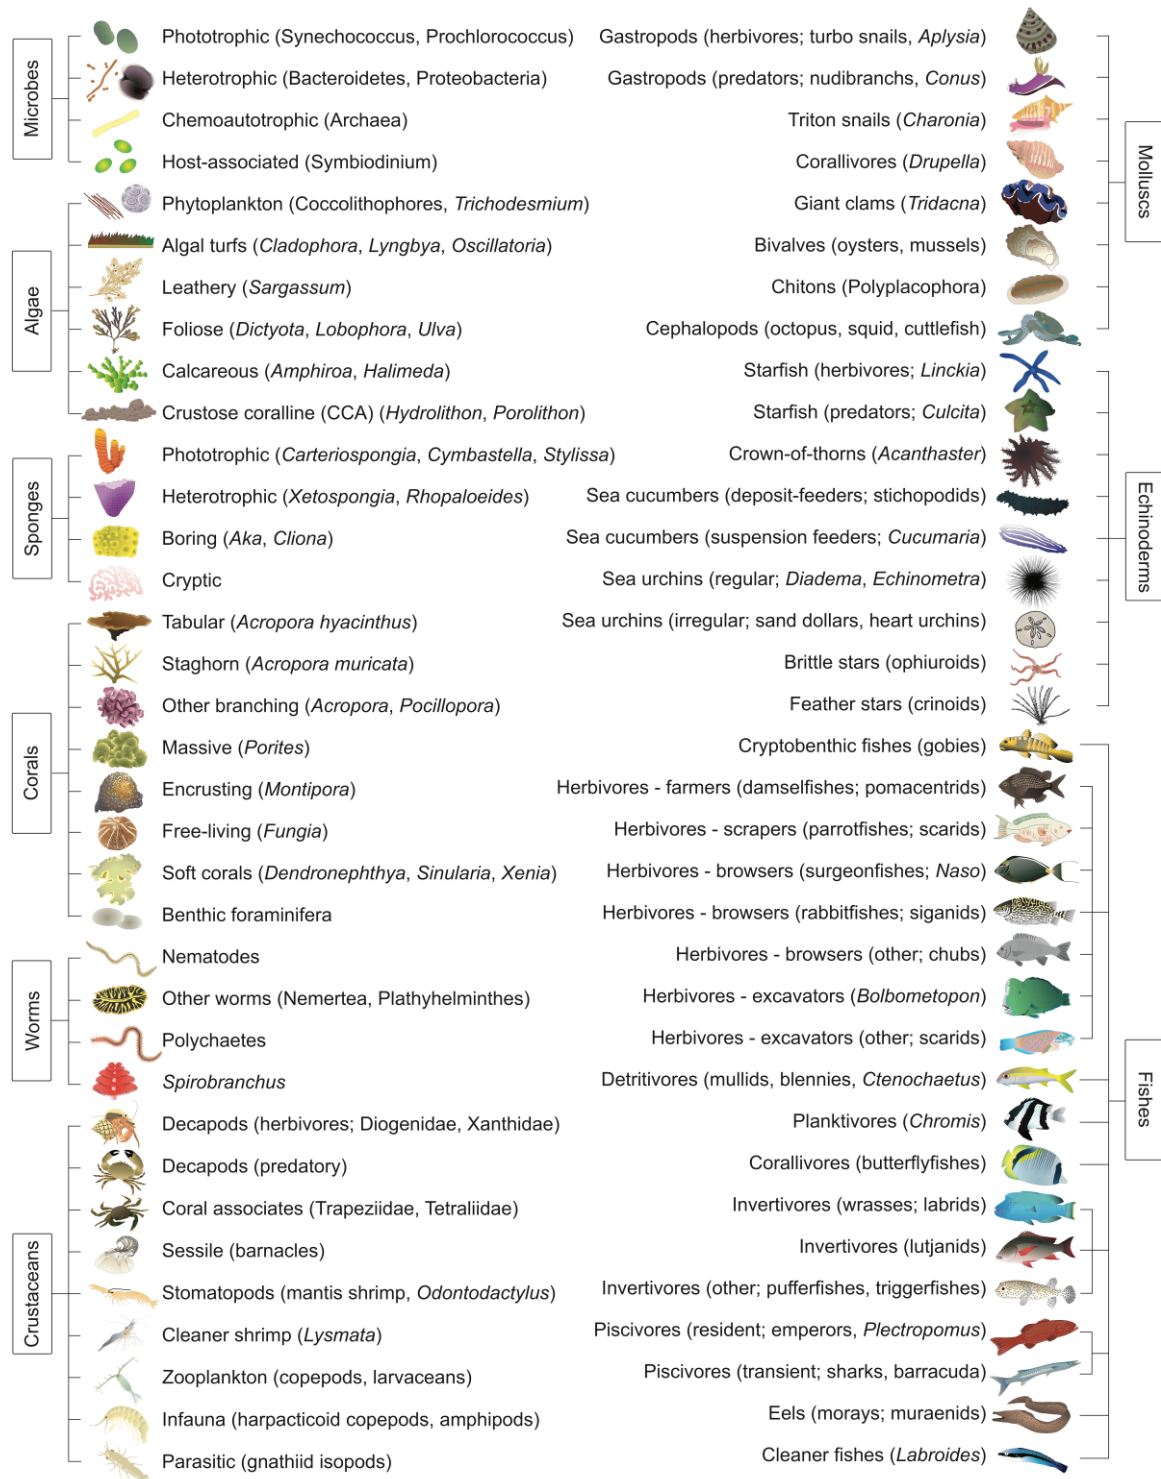 Microbes
Phototrophic (Synechococcus, Prochlorococcus)
Heterotrophic (Bacteroidetes, Proteobacteria)
Chemoautotrophic (Archaea)
Host-associated (Symbiodinium)
Algae
Phytoplankton (Coccolithophores, Trichodesmium)
Algal turfs (Cladophora, Lyngbya, Oscillatoria)
Leathery (Sargassum)
Foliose (Dictyota, Lobophora, Ulva)
Calcareous (Amphiroa, Halimeda)
Crustose coralline (CCA) (Hydrolithon, Porolithon)
Sponges
Phototrophic (Carteriospongia, Cymbastella, Stylissa)
Heterotrophic (Xetospongia, Rhopaloeides)
Boring (Aka, Cliona)
Cryptic
Corals
Tabular (Acropora hyacinthus)
Staghorn (Acropora muricata)
Other branching (Acropora, Pocillopora)
Massive (Porites)
Encrusting (Montipora)
Free-living (Fungia)
Soft corals (Dendronephthya, Sinularia, Xenia)
Benthic foraminifera
Worms
Nematodes
Other worms (Nemertea, Plathyhelminthes)
Polychaetes
Spirobranchus
Crustaceans
Decapods (herbivores; Diogenidae, Xanthidae)
Decapods (predatory)
Coral associates (Trapeziidae, Tetraliidae)
Sessile (barnacles)
Stomatopods (mantis shrimp, Odontodactylus)
Cleaner shrimp (Lysmata)
Zooplankton (copepods, larvaceans)
Infauna (harpacticoid copepods, amphipods)
Parasitic (gnathiid isopods)
Molluscs
Gastropods (herbivores; turbo snails, Aplysia)
Gastropods (predators; nudibranchs, Conus)
Triton snails (Charonia)
Corallivores (Drupella)
Giant clams (Tridacna)
Bivalves (oysters, mussels)
Chitons (Polyplacophora)
Cephalopods (octopus, squid, cuttlefish)
Echinoderms
Starfish (herbivores; Linckia)
Starfish (predators; Culcita)
Crown-of-thorns (Acanthaster)
Sea cucumbers (deposit-feeders; stichopodids)
Sea cucumbers (suspension feeders; Cucumaria)
Sea urchins (regular; Diadema, Echinometra)
Sea urchins (irregular; sand dollars, heart urchins)
Brittle stars (ophiuroids)
Feather stars (crinoids)
Fishes
Cryptobenthic fishes (gobies)
Herbivores - farmers (damselfishes; pomacentrids)
Herbivores - scrapers (parrotfishes; scarids)
Herbivores - browsers (surgeonfishes; Naso)
Herbivores - browsers (rabbitfishes; siganids)
Herbivores - browsers (other; chubs)
Herbivores - excavators (Bolbometopon)
Herbivores - excavators (other; scarids)
Detritivores (mullids, blennies, Ctenochaetus)
Planktivores (Chromis)
Corallivores (butterflyfishes)
Invertivores (wrasses; labrids)
Invertivores (lutjanids)
Invertivores (other; pufferfishes, triggerfishes)
Piscivores (resident; emperors, Plectropomus)
Piscivores (transient; sharks, barracuda)
Eels (morays; muraenids)
Cleaner fishes (Labroides)